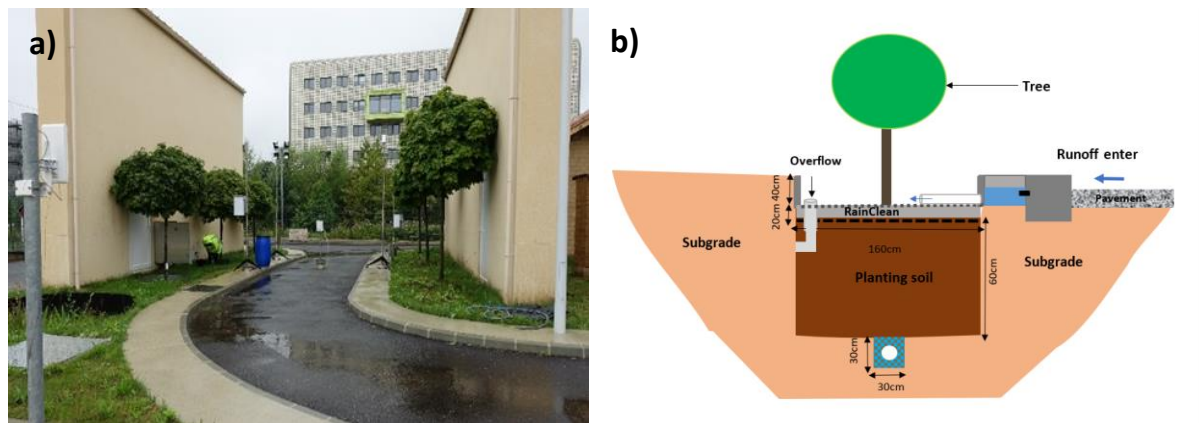 a)
b)
Tree
Overflow
Runoff enter
40cm
Pavement
20cm
RainClean
Subgrade
160cm
Subgrade
Planting soil
60cm
30cm
30cm